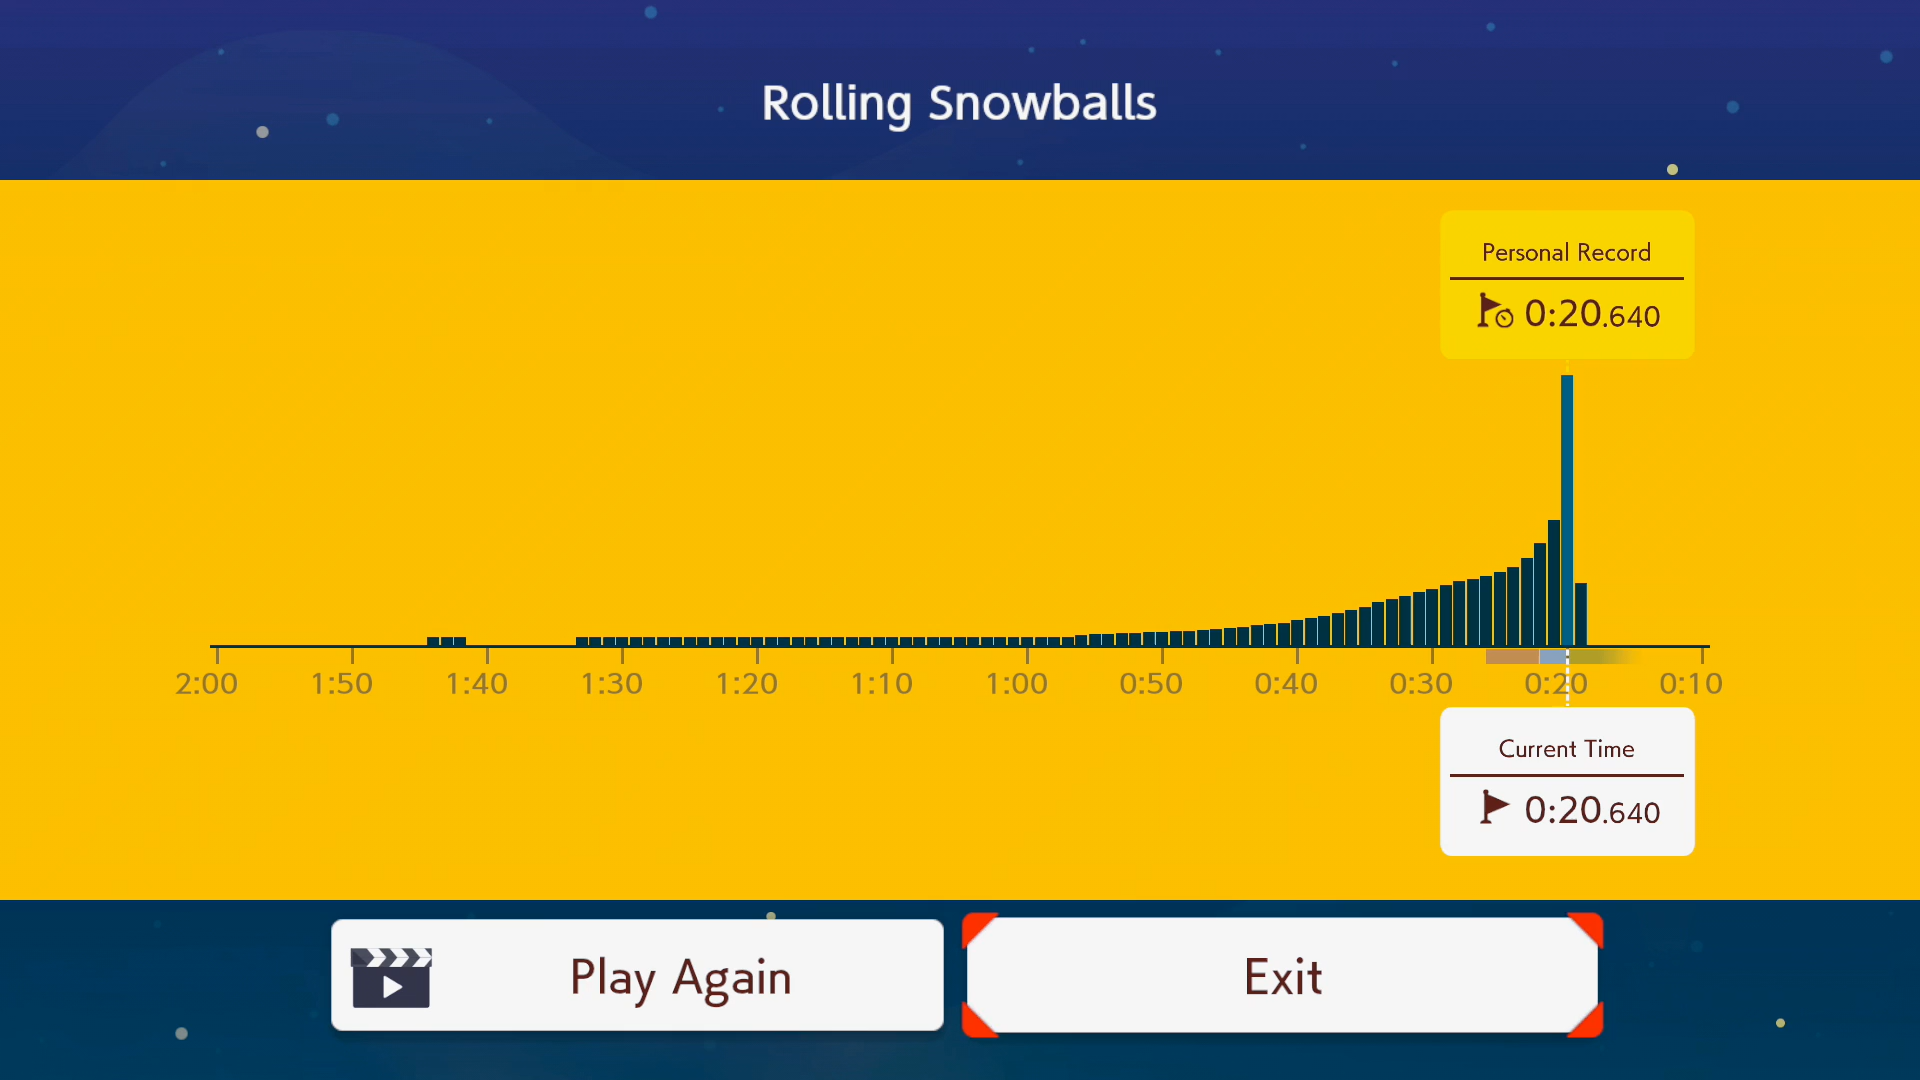 Rolling Snowballs
Personal Record
0:20.640
2:00 1:50 1:40 1:30 1:20 1:10 1:00 0:50 0:40 0:30 0:20 0:10
Current Time
0:20.640
Play Again
Exit